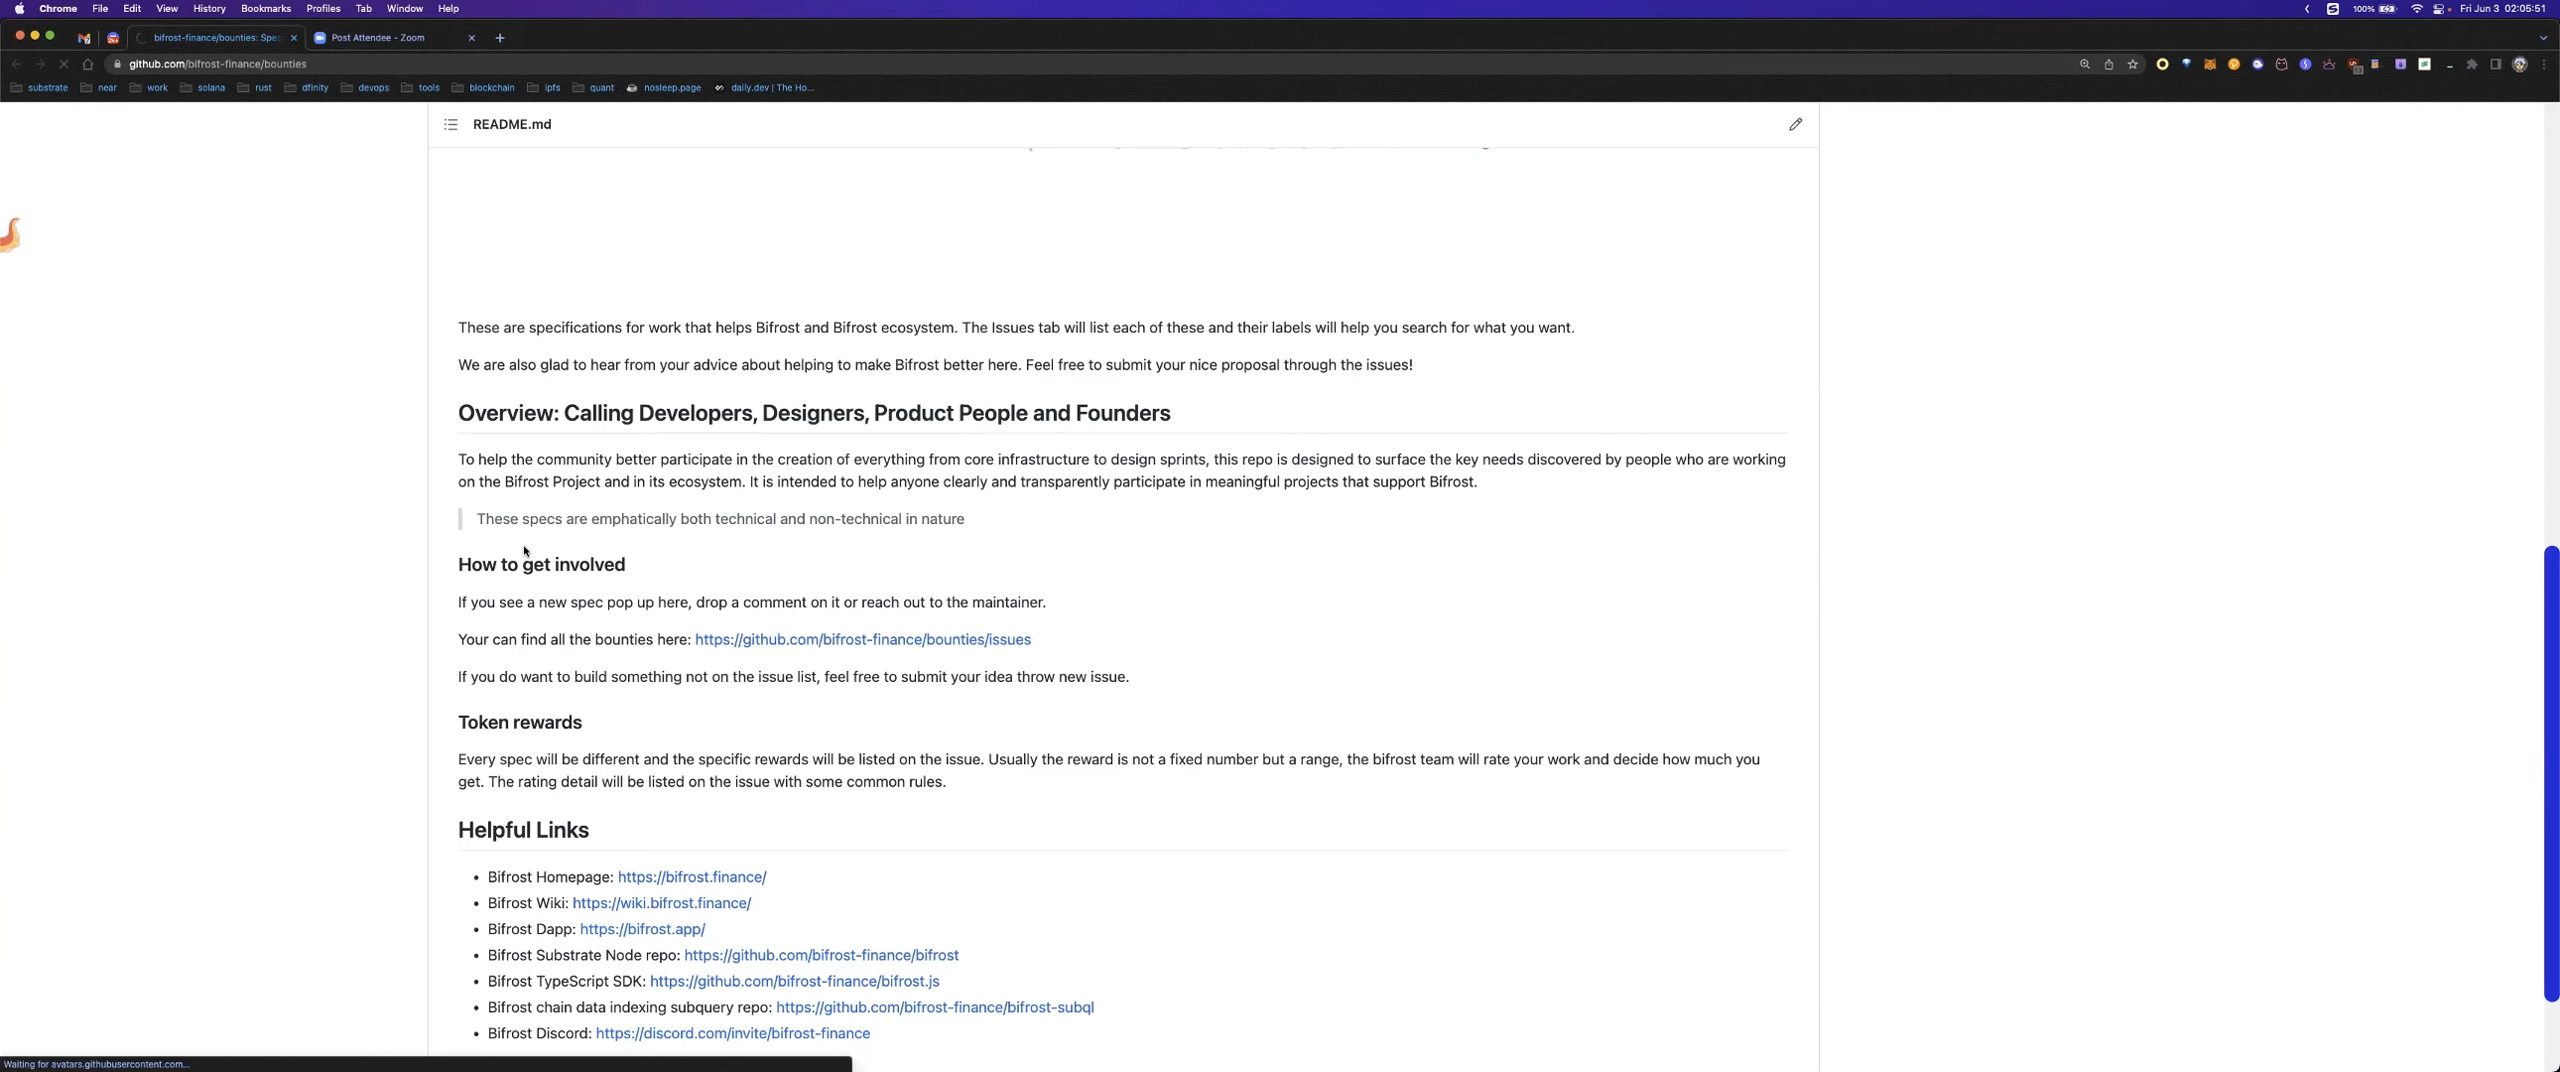 Chrome File Edit View History Bookmarks Profiles Tab Window Help
100% Fri Jun 3 02:05:51
bifrost-finance/bounties: Spec
Post Attendee - Zoom
github.com/bifrost-finance/bounties
substrate near work solana rust dfinity devops tools blockchain ipfs quant nosleep.page daily.dev | The Ho...
README.md
These are specifications for work that helps Bifrost and Bifrost ecosystem. The Issues tab will list each of these and their labels will help you search for what you want.
We are also glad to hear from your advice about helping to make Bifrost better here. Feel free to submit your nice proposal through the issues!
Overview: Calling Developers, Designers, Product People and Founders
To help the community better participate in the creation of everything from core infrastructure to design sprints, this repo is designed to surface the key needs discovered by people who are working
on the Bifrost Project and in its ecosystem. It is intended to help anyone clearly and transparently participate in meaningful projects that support Bifrost.
These specs are emphatically both technical and non-technical in nature
How to get involved
If you see a new spec pop up here, drop a comment on it or reach out to the maintainer.
Your can find all the bounties here: https://github.com/bifrost-finance/bounties/issues
If you do want to build something not on the issue list, feel free to submit your idea throw new issue.
Token rewards
Every spec will be different and the specific rewards will be listed on the issue. Usually the reward is not a fixed number but a range, the bifrost team will rate your work and decide how much you
get. The rating detail will be listed on the issue with some common rules.
Helpful Links
• Bifrost Homepage: https://bifrost.finance/
• Bifrost Wiki: https://wiki.bifrost.finance/
• Bifrost Dapp: https://bifrost.app/
• Bifrost Substrate Node repo: https://github.com/bifrost-finance/bifrost
• Bifrost TypeScript SDK: https://github.com/bifrost-finance/bifrost.js
• Bifrost chain data indexing subquery repo: https://github.com/bifrost-finance/bifrost-subql
• Bifrost Discord: https://discord.com/invite/bifrost-finance
Waiting for avatars.githubusercontent.com...